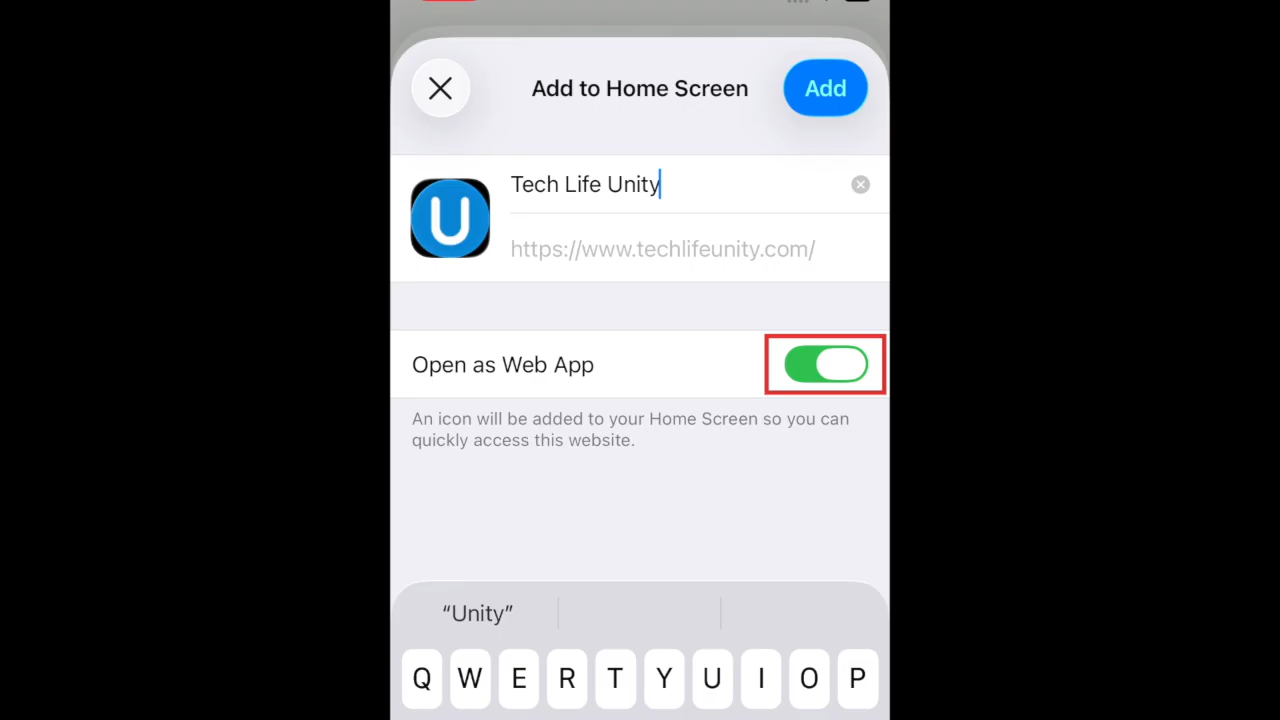 Add to Home Screen
Add
Tech Life Unity
U
https://www.techlifeunity.com/
Open as Web App
An icon will be added to your Home Screen so you can
quickly access this website.
“Unity”
Q W E R T Y U I O P